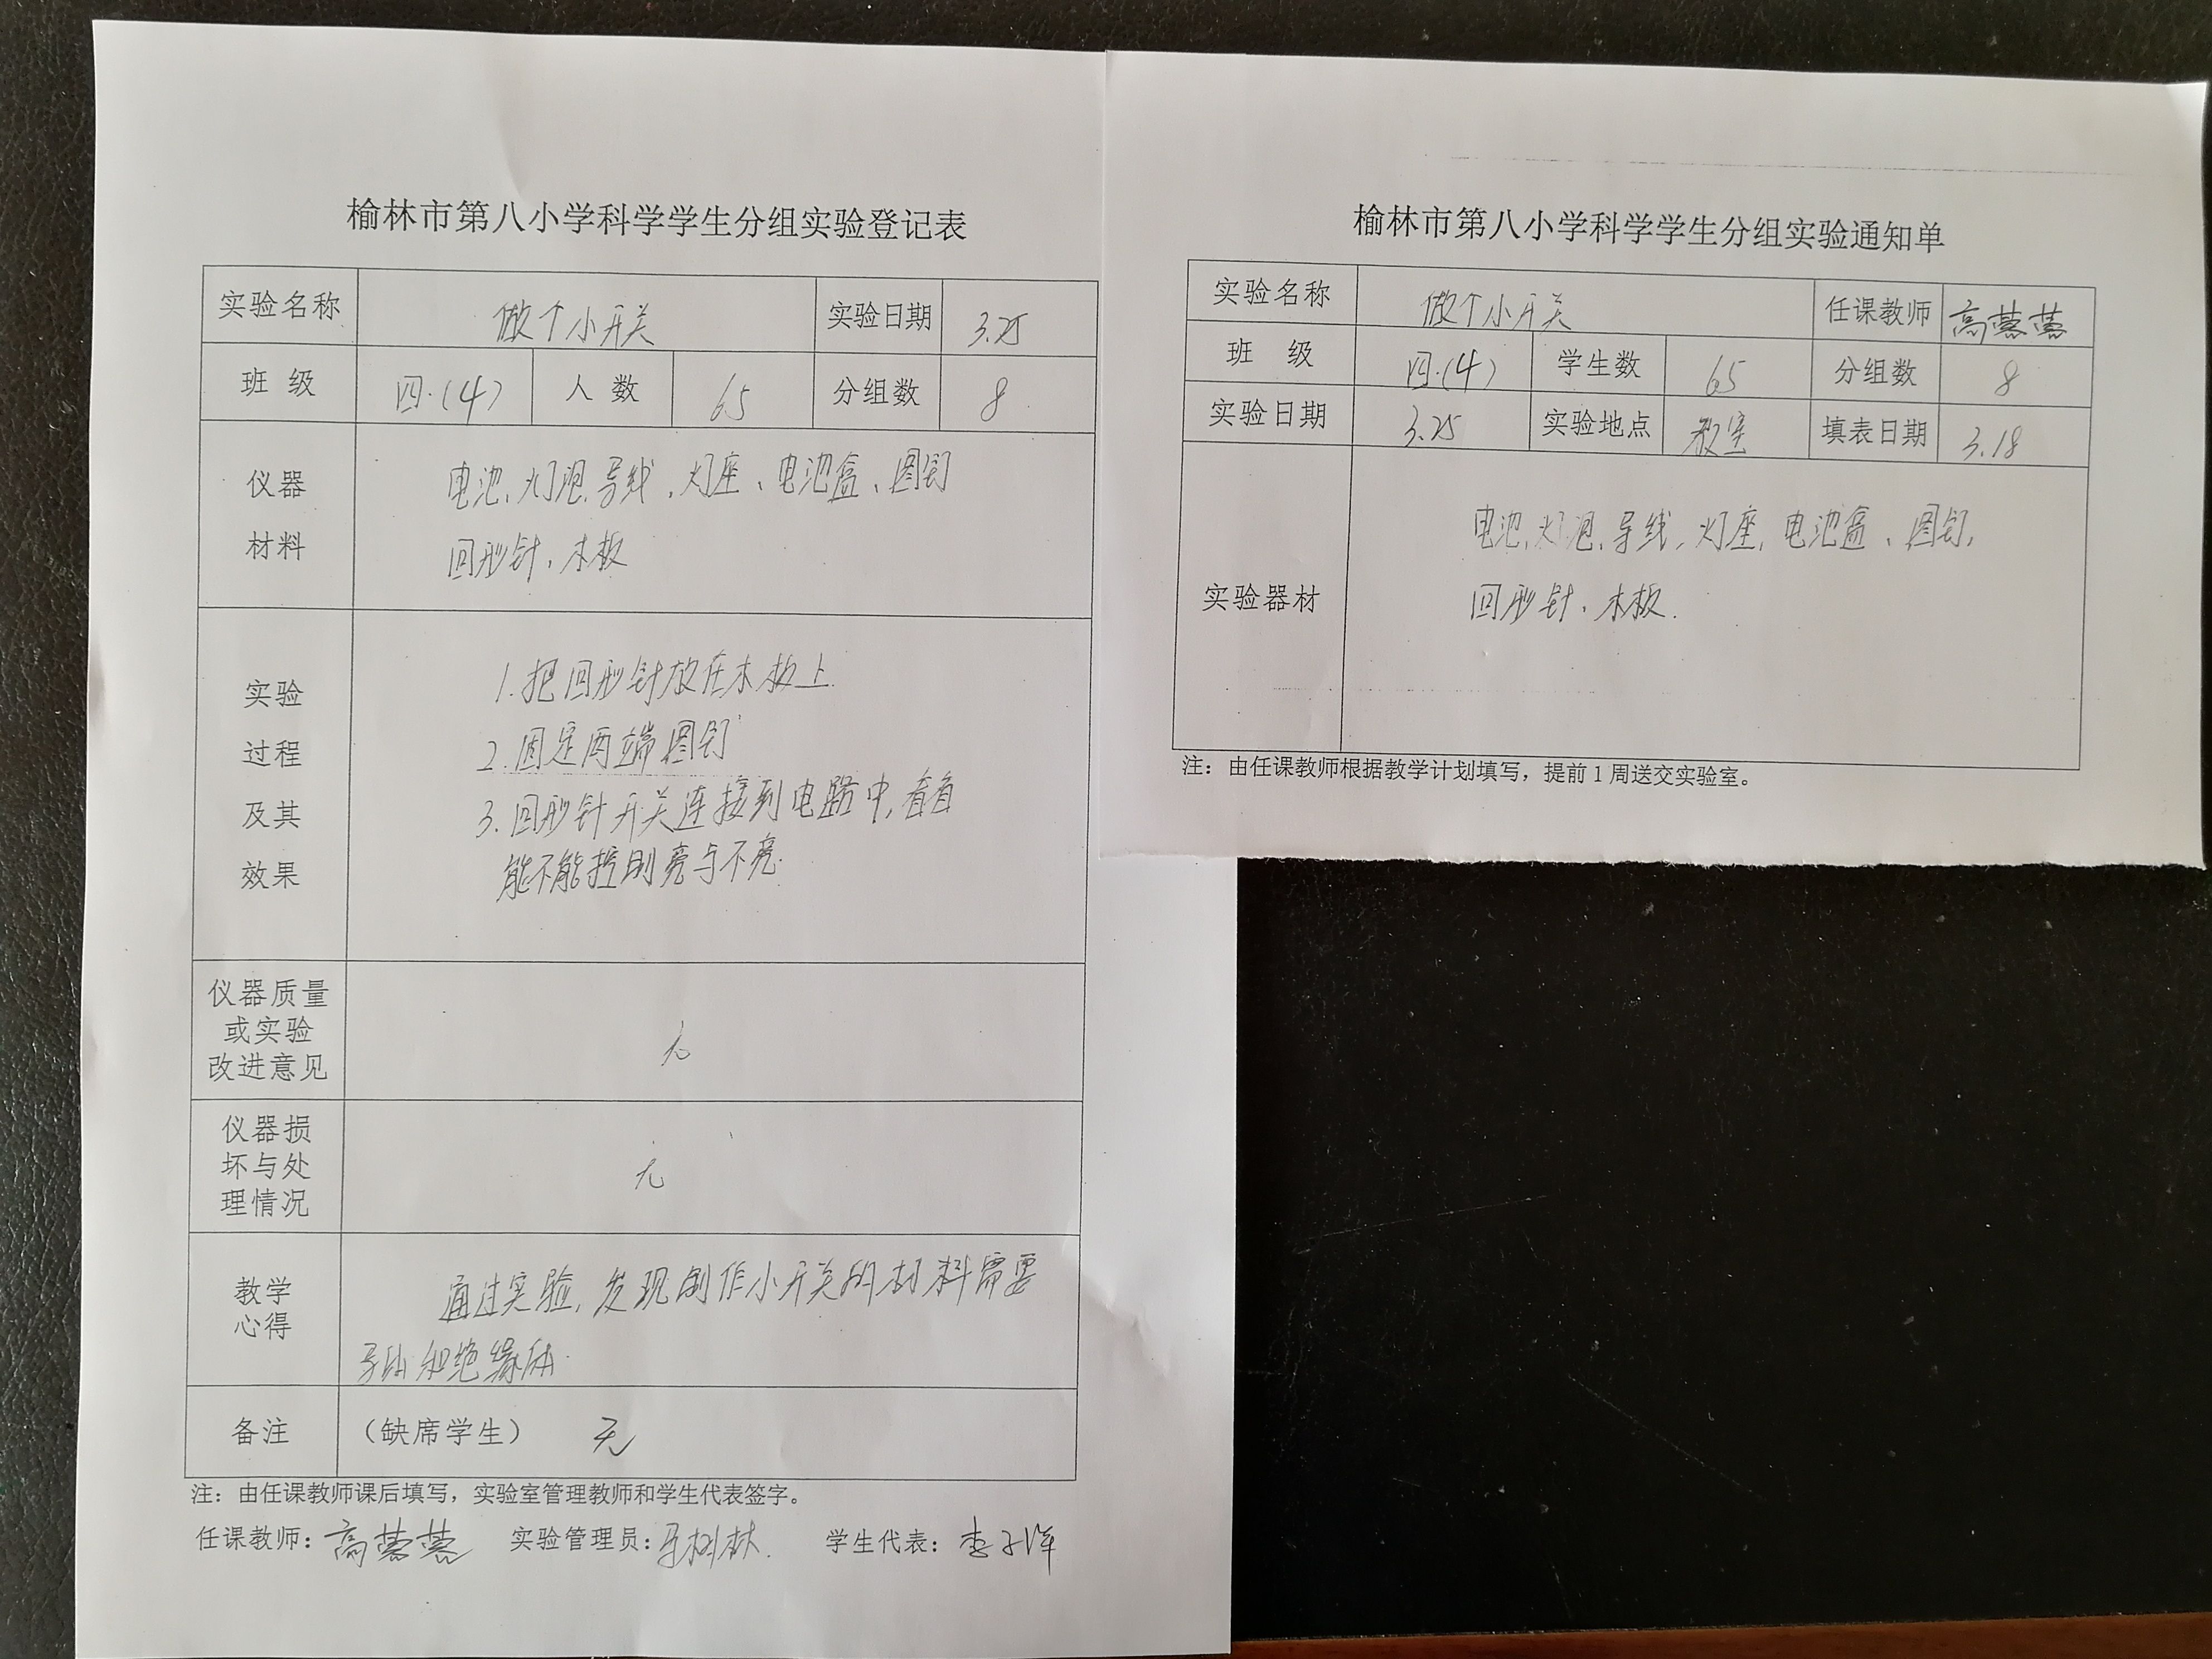 榆林市第八小学科学学生分组实验登记表
实验名称 做个小开关 实验日期 3.25
班 级 四.(4) 人 数 65 分组数 8
仪器
材料
电池、灯泡、导线、灯座、电池盒、图钉
回形针、木板
实验
过程
及其
效果
1.把回形针放在木板上
2.固定两端图钉
3.回形针开关连接到电路中,看看
能不能控制亮与不亮.
仪器质量
或实验
改进意见
无
仪器损
坏与处
理情况
无
教学
心得
通过实验,发现制作小开关的材料需要
导体和绝缘体.
备注 （缺席学生） 无
注：由任课教师课后填写，实验室管理教师和学生代表签字。
任课教师：高 实验管理员：马树林. 学生代表：李子洋
榆林市第八小学科学学生分组实验通知单
实验名称 做个小开关 任课教师 高
班 级 四.(4) 学生数 65 分组数 8
实验日期 3.25 实验地点 教室 填表日期 3.18
实验器材
电池、灯泡、导线、灯座、电池盒、图钉、
回形针、木板.
注：由任课教师根据教学计划填写，提前1周送交实验室。